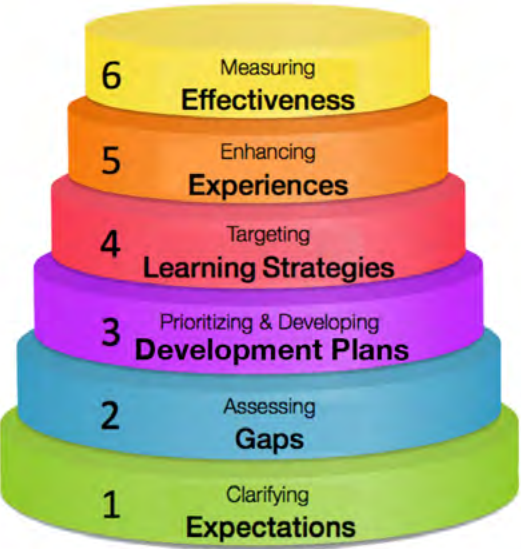 6
Measuring
Effectiveness
5
Enhancing
Experiences
4
Targeting
Learning Strategies
3
Prioritizing & Developing
Development Plans
2
Assessing
Gaps
1
Clarifying
Expectations